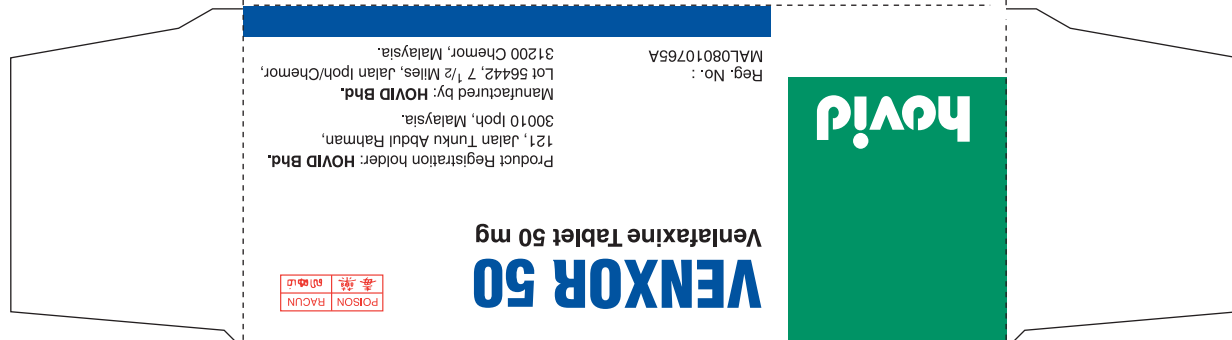 VENXOR 50
Venlafaxine Tablet 50 mg
POISON RACUN
毒藥
Product Registration holder: HOVID Bhd.
121, Jalan Tunku Abdul Rahman,
30010 Ipoh, Malaysia.
Manufactured by: HOVID Bhd.
Lot 56442, 7 1/2 Miles, Jalan Ipoh/Chemor,
31200 Chemor, Malaysia.
Reg. No. :
MAL08010765A
hovid